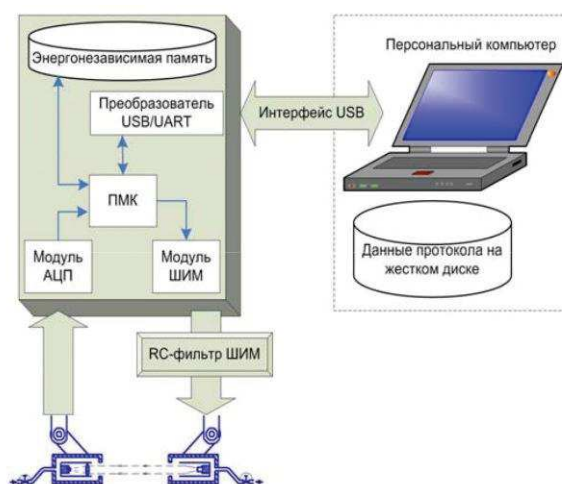 Энергонезависимая память
Преобразователь
USB/UART
ПМК
Модуль
АЦП
Модуль
ШИМ
RC-фильтр ШИМ
Интерфейс USB
Персональный компьютер
Данные протокола на
жестком диске